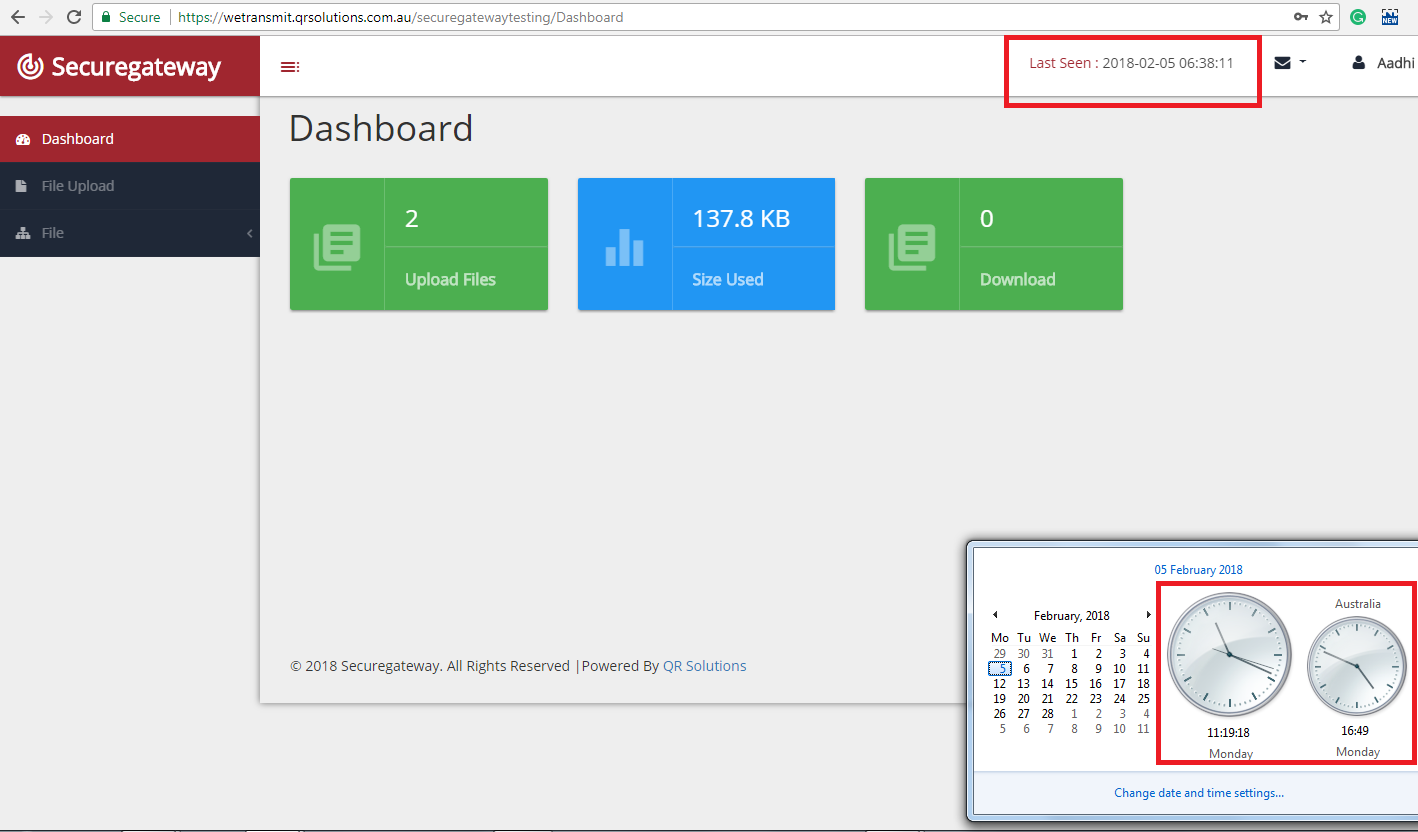 Secure | https://wetransmit.qrsolutions.com.au/securegatewaytesting/Dashboard
NEW
Securegateway
Last Seen : 2018-02-05 06:38:11
Aadhi
Dashboard
File Upload
File
Dashboard
2
Upload Files
137.8 KB
Size Used
0
Download
05 February 2018
February, 2018
Mo Tu We Th Fr Sa Su
29 30 31 1 2 3 4
5 6 7 8 9 10 11
12 13 14 15 16 17 18
19 20 21 22 23 24 25
26 27 28 1 2 3 4
5 6 7 8 9 10 11
11:19:18
Monday
Australia
16:49
Monday
Change date and time settings...
© 2018 Securegateway. All Rights Reserved |Powered By QR Solutions